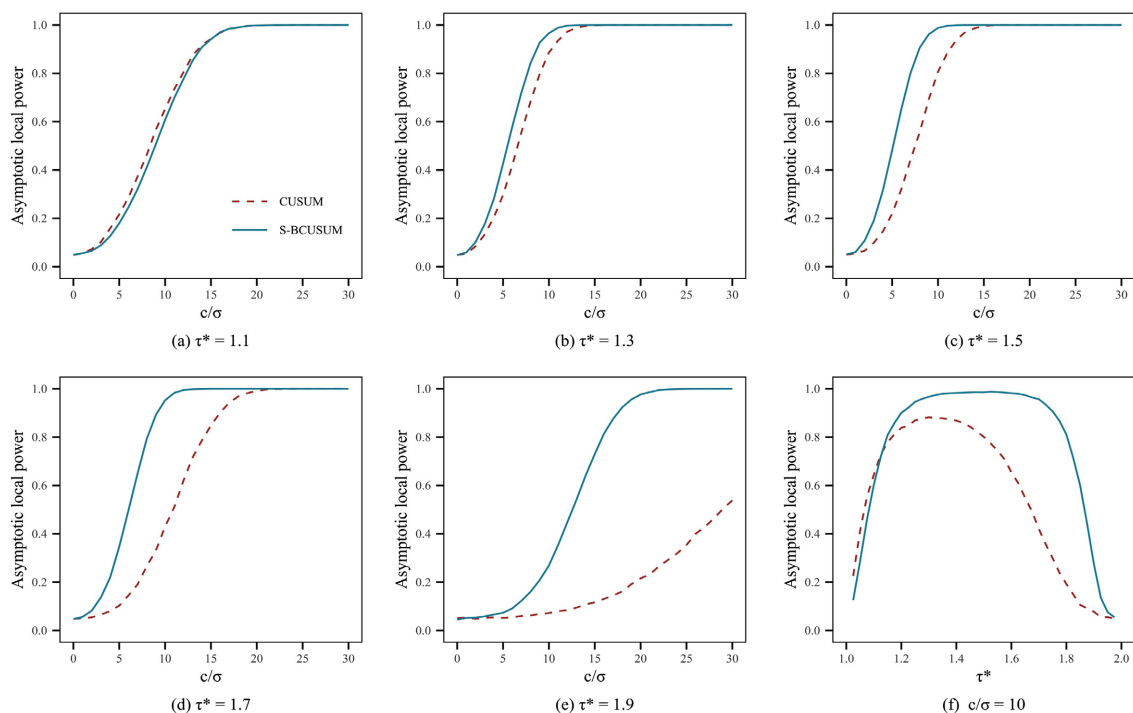 1.0
0.8
0.6
0.4
0.2
0.0
Asymptotic local power
CUSUM
S-BCUSUM
0 5 10 15 20 25 30
c/σ
(a) τ* = 1.1
1.0
0.8
0.6
0.4
0.2
0.0
Asymptotic local power
0 5 10 15 20 25 30
c/σ
(b) τ* = 1.3
1.0
0.8
0.6
0.4
0.2
0.0
Asymptotic local power
0 5 10 15 20 25 30
c/σ
(c) τ* = 1.5
1.0
0.8
0.6
0.4
0.2
0.0
Asymptotic local power
0 5 10 15 20 25 30
c/σ
(d) τ* = 1.7
1.0
0.8
0.6
0.4
0.2
0.0
Asymptotic local power
0 5 10 15 20 25 30
c/σ
(e) τ* = 1.9
1.0
0.8
0.6
0.4
0.2
0.0
Asymptotic local power
1.0 1.2 1.4 1.6 1.8 2.0
τ*
(f) c/σ = 10